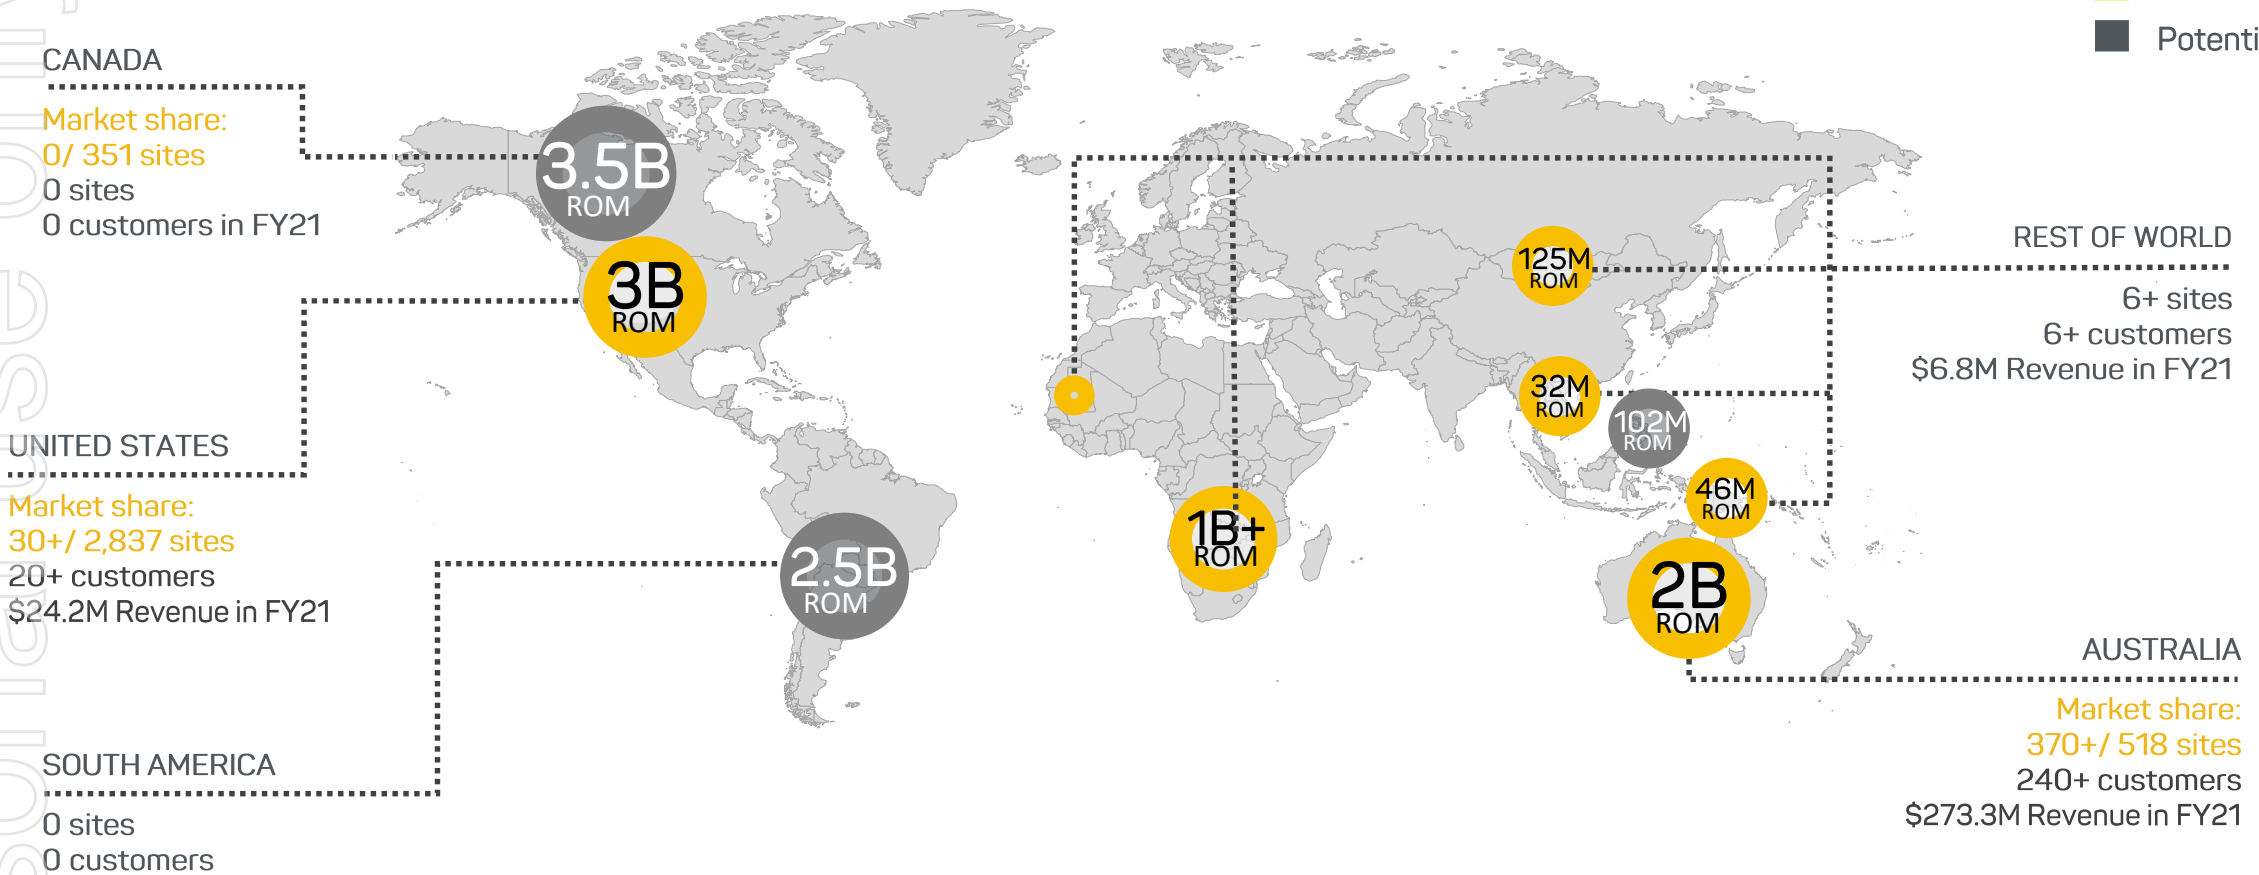 Potenti
CANADA
Market share:
0/ 351 sites
0 sites
0 customers in FY21
3.5B
ROM
3B
ROM
UNITED STATES
Market share:
30+/ 2,837 sites
20+ customers
$24.2M Revenue in FY21
2.5B
ROM
SOUTH AMERICA
0 sites
0 customers
1B+
ROM
125M
ROM
32M
ROM
102M
ROM
46M
ROM
2B
ROM
REST OF WORLD
6+ sites
6+ customers
$6.8M Revenue in FY21
AUSTRALIA
Market share:
370+/ 518 sites
240+ customers
$273.3M Revenue in FY21